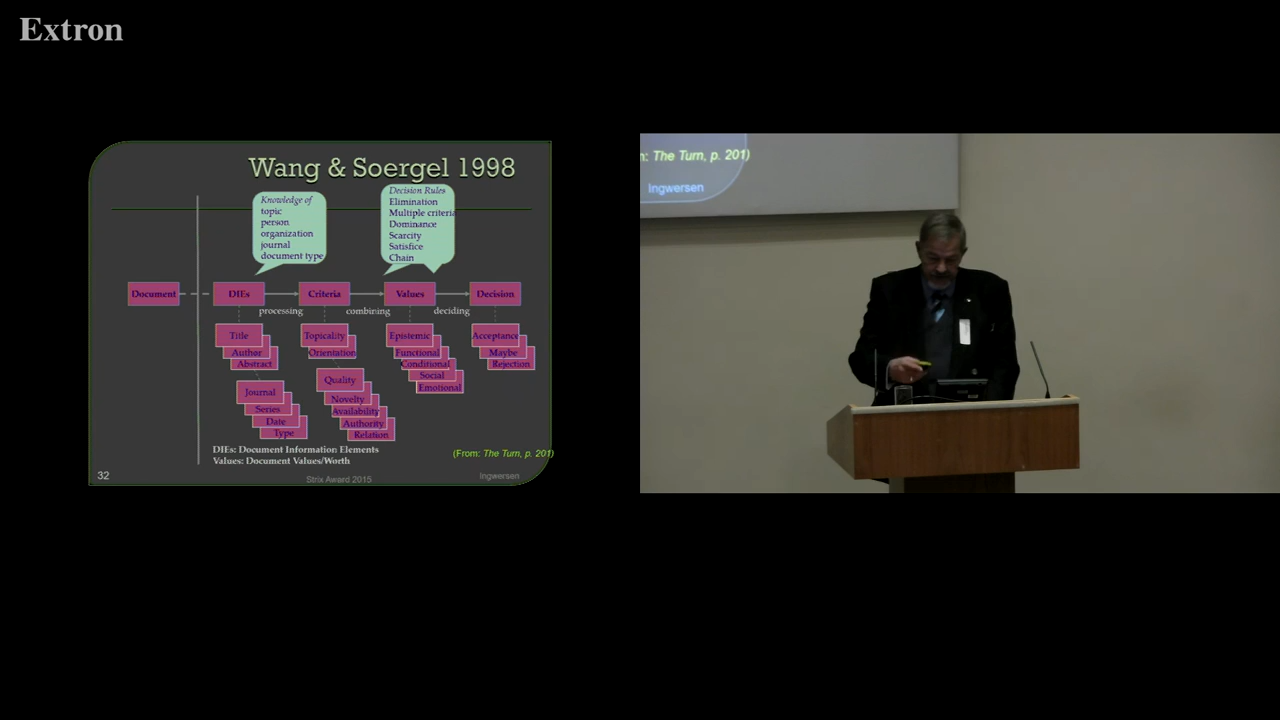 Extron
Wang & Soergel 1998
Knowledge of
topic
person
organization
journal
document type
Decision Rules
Elimination
Multiple criteria
Dominance
Scarcity
Satisfice
Chain
Document
DIEs
Criteria
Values
Decision
processing
combining
deciding
Title
Author
Abstract
Journal
Series
Date
Type
Topicality
Orientation
Quality
Novelty
Availability
Authority
Relation
Epistemic
Functional
Conditional
Social
Emotional
Acceptance
Maybe
Rejection
DIEs: Document Information Elements
Values: Document Values/Worth
(From: The Turn, p. 201)
32
Strix Award 2015
Ingwersen
: The Turn, p. 201)
Ingwersen